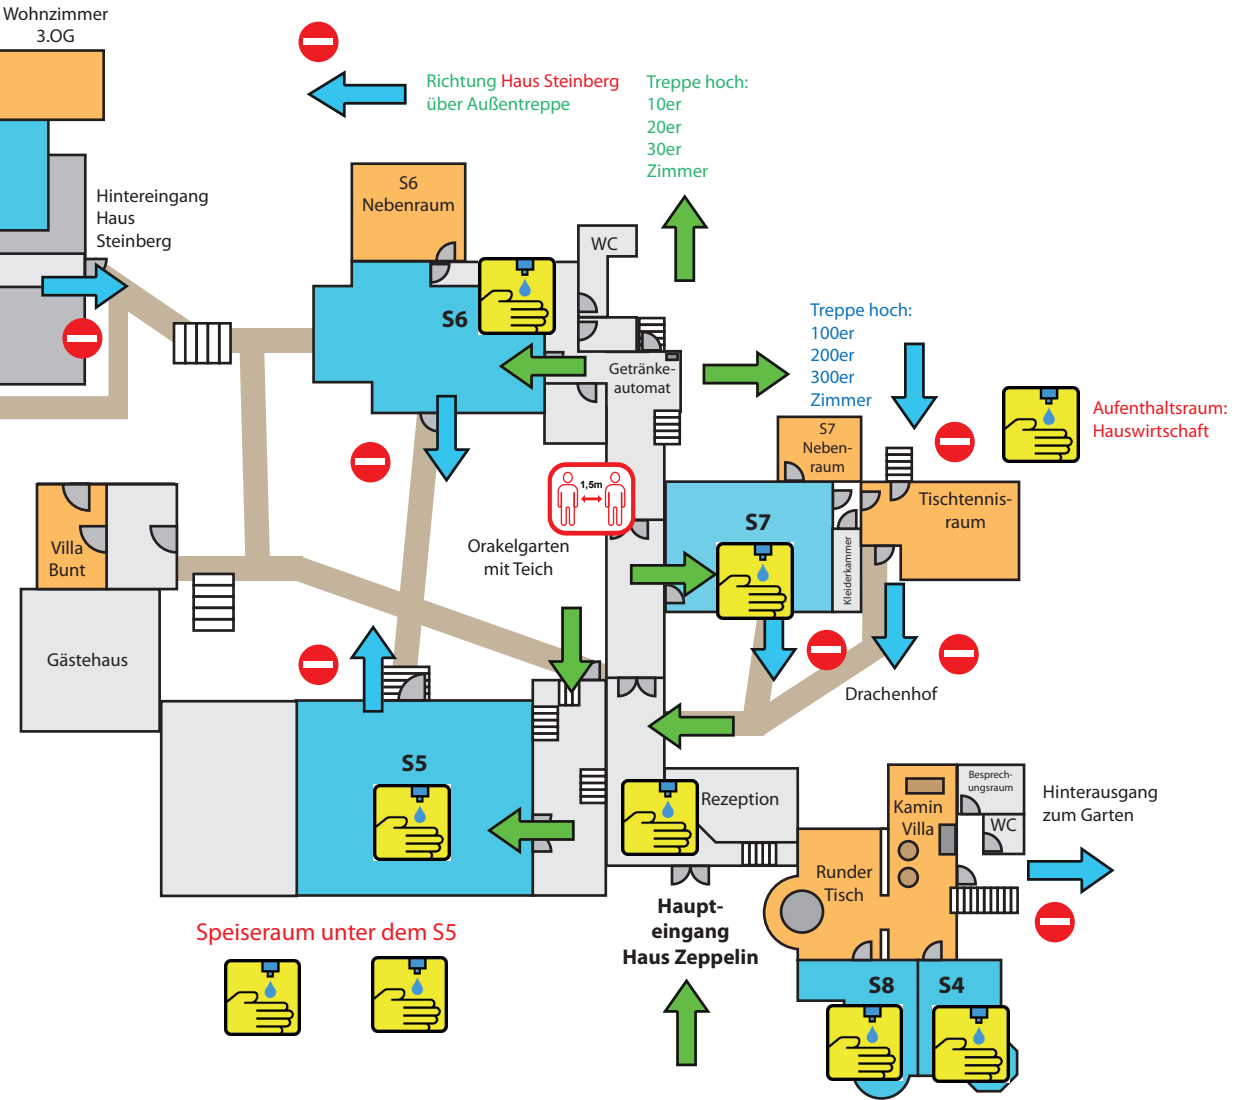 Wohnzimmer
3.OG
Richtung Haus Steinberg
über Außentreppe
Treppe hoch:
10er
20er
30er
Zimmer
Hintereingang
Haus
Steinberg
S6
Nebenraum
WC
S6
Getränke-
automat
Treppe hoch:
100er
200er
300er
Zimmer
Aufenthaltsraum:
Hauswirtschaft
S7
Neben-
raum
1,5m
Tischtennis-
raum
S7
Kleiderkammer
Orakelgarten
mit Teich
Villa
Bunt
Gästehaus
Drachenhof
S5
Rezeption
Besprech-
ungsraum
Kamin
Villa
WC
Hinterausgang
zum Garten
Runder
Tisch
Haupt-
eingang
Haus Zeppelin
Speiseraum unter dem S5
S8
S4